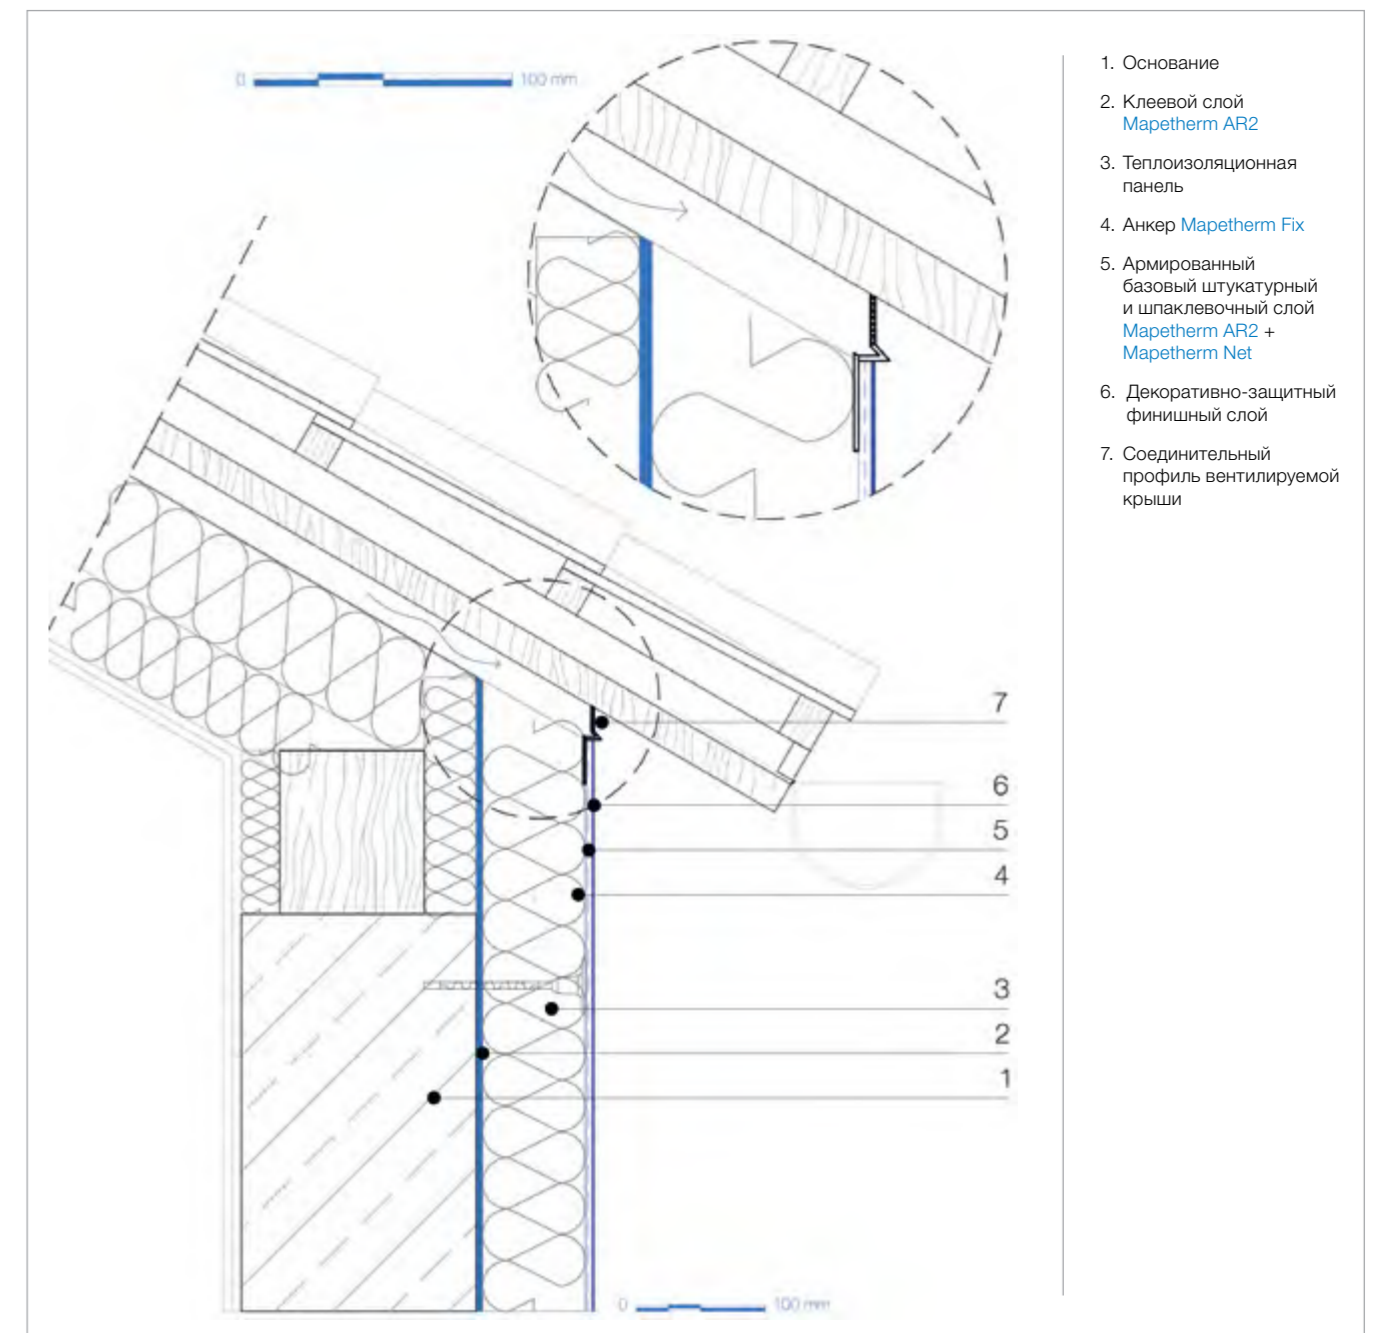 0 100 mm
1. Основание
2. Клеевой слой
Mapetherm AR2
3. Теплоизоляционная
панель
4. Анкер Mapetherm Fix
5. Армированный
базовый штукатурный
и шпаклевочный слой
Mapetherm AR2 +
Mapetherm Net
6. Декоративно-защитный
финишный слой
7. Соединительный
профиль вентилируемой
крыши
7
6
5
4
3
2
1
0 100 mm